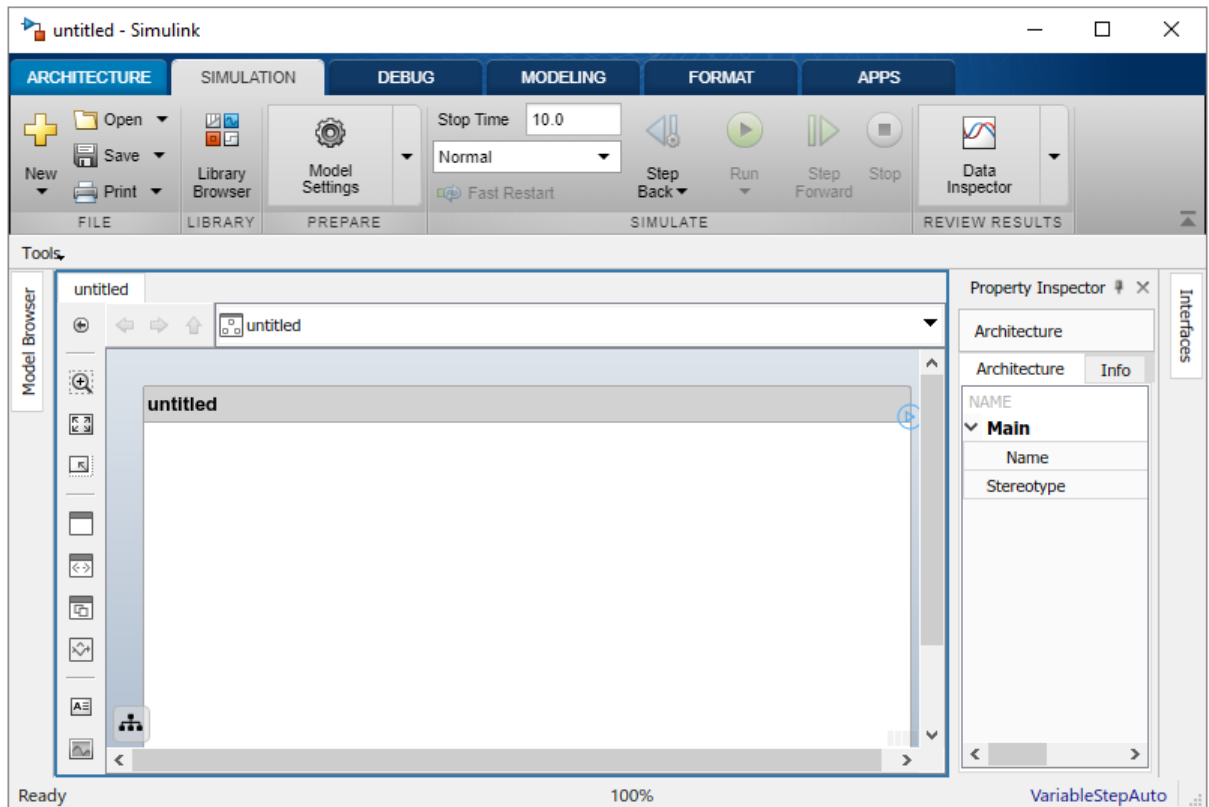 untitled - Simulink
ARCHITECTURE SIMULATION DEBUG MODELING FORMAT APPS
New
Open
Save
Print
FILE
Library
Browser
LIBRARY
Model
Settings
PREPARE
Stop Time 10.0
Normal
Fast Restart
Step
Back
Run
Step
Forward
Stop
SIMULATE
Data
Inspector
REVIEW RESULTS
Tools
Model Browser
untitled
untitled
untitled
Property Inspector
Architecture
Architecture Info
NAME
Main
Name
Stereotype
Interfaces
Ready 100% VariableStepAuto